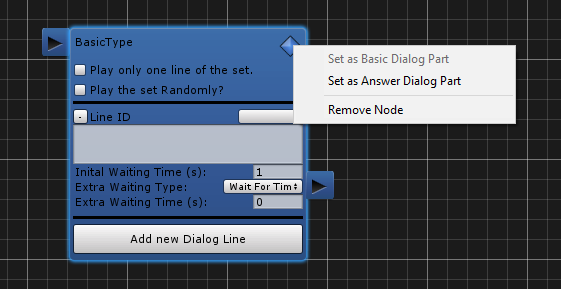 BasicType
Play only one line of the set.
Play the set Randomly?
- Line ID
Inital Waiting Time (s): 1
Extra Waiting Type: Wait For Tim
Extra Waiting Time (s): 0
Add new Dialog Line
Set as Basic Dialog Part
Set as Answer Dialog Part
Remove Node